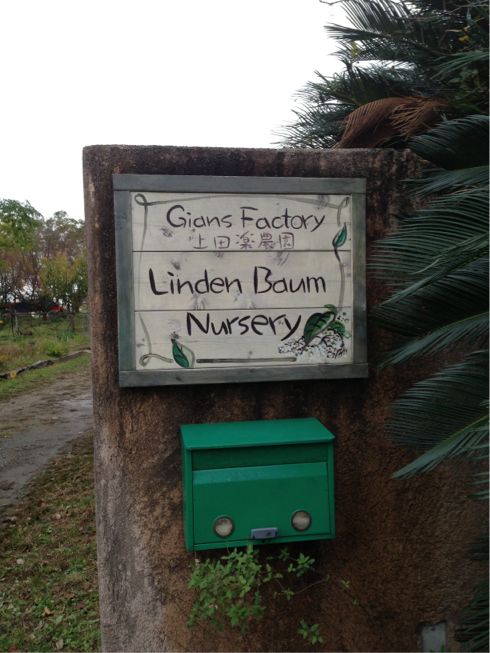 Gians Factory
上田楽農園
Linden Baum
Nursery